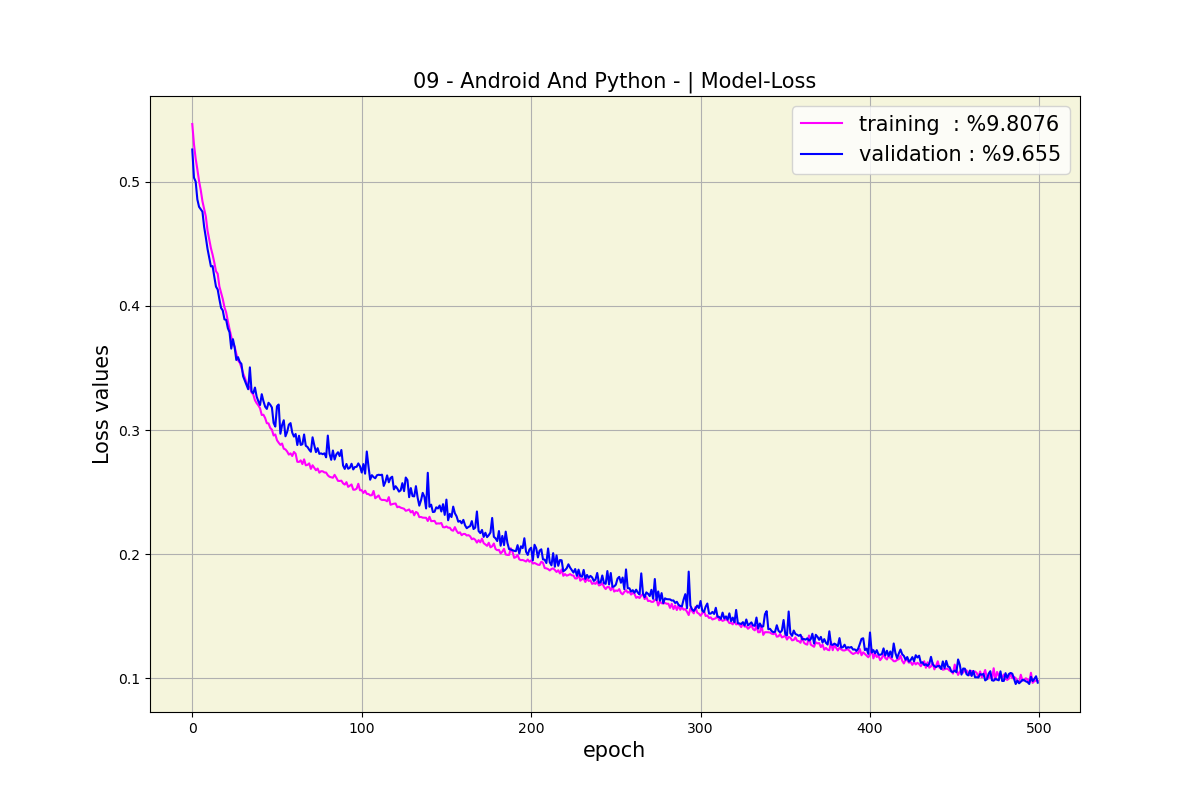 09 - Android And Python - | Model-Loss
training  : %9.8076
validation : %9.655
Loss values
0.5
0.4
0.3
0.2
0.1
0
100
200
300
400
500
epoch